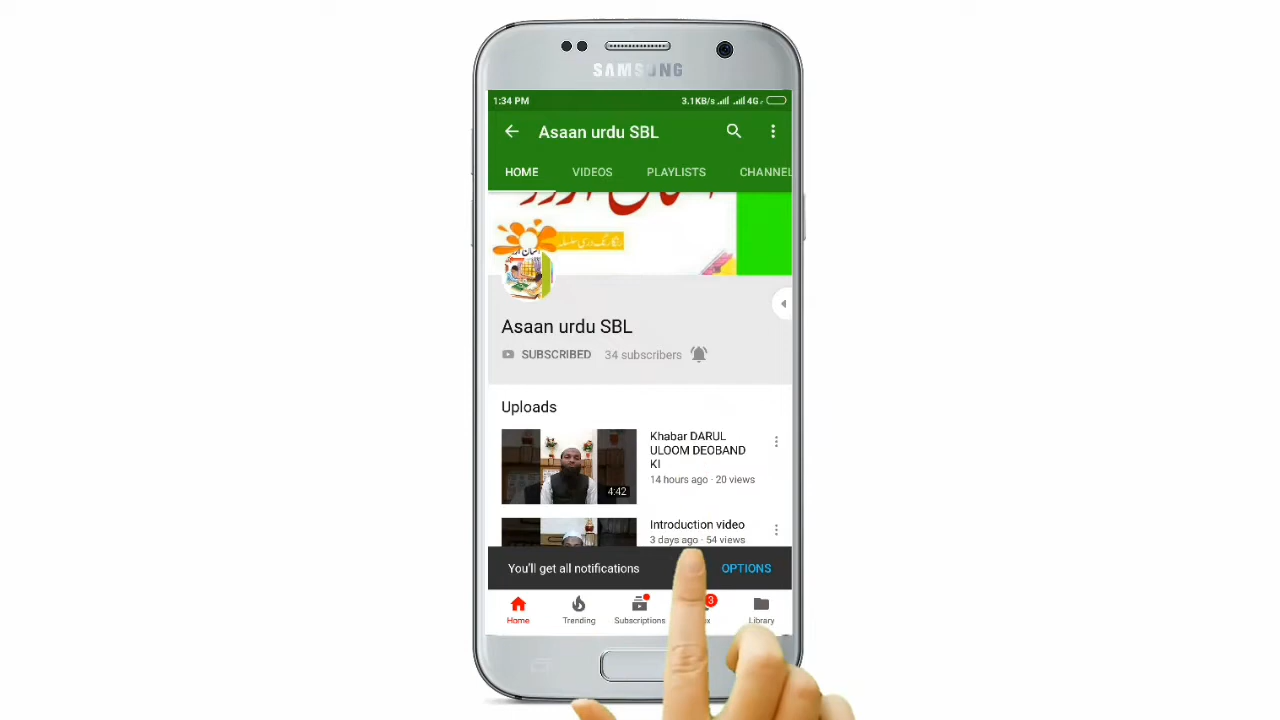 SAMSUNG
1:34 PM 3.1KB/s 4G
Asaan urdu SBL
HOME VIDEOS PLAYLISTS CHANNEL
Asaan urdu SBL
SUBSCRIBED 34 subscribers
Uploads
Khabar DARUL
ULOOM DEOBAND
KI
14 hours ago · 20 views
4:42
Introduction video
3 days ago · 54 views
You'll get all notifications OPTIONS
3
Home Trending Subscriptions Library